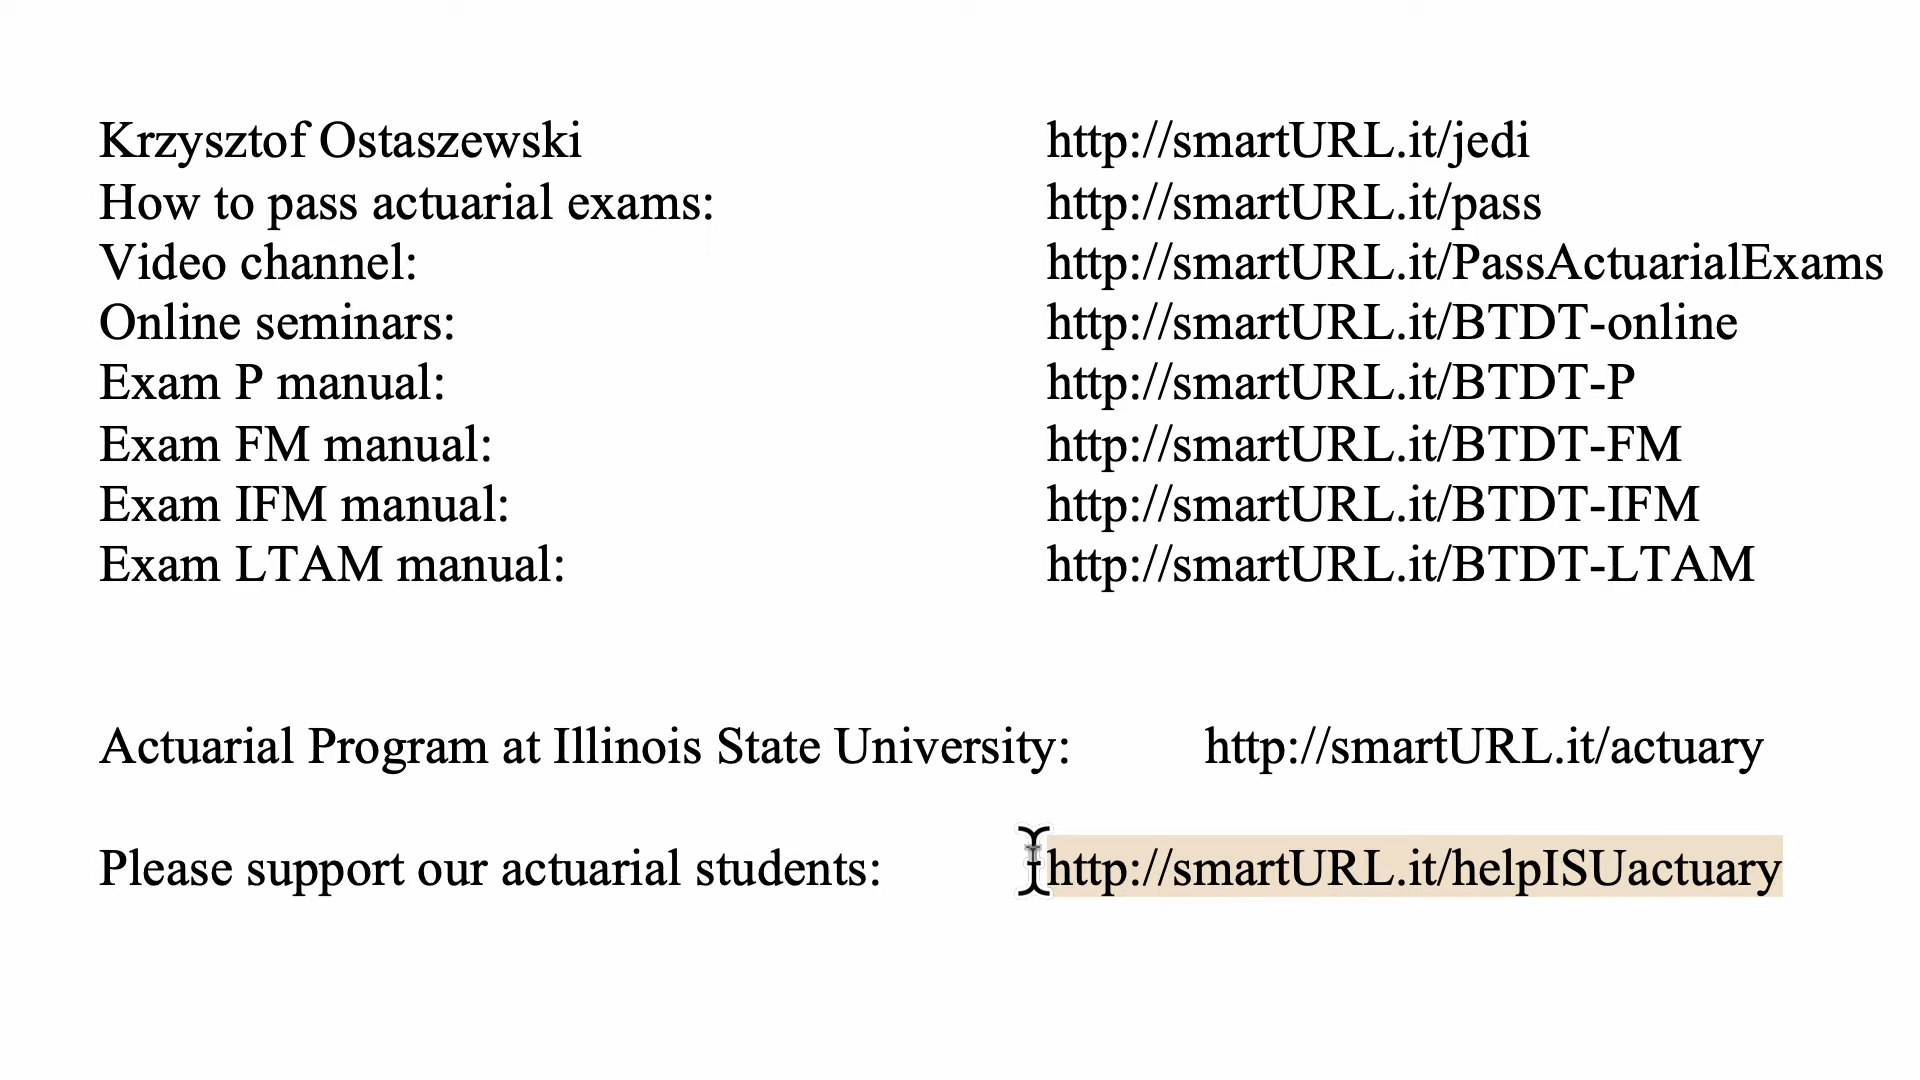 Krzysztof Ostaszewski http://smartURL.it/jedi
How to pass actuarial exams: http://smartURL.it/pass
Video channel: http://smartURL.it/PassActuarialExams
Online seminars: http://smartURL.it/BTDT-online
Exam P manual: http://smartURL.it/BTDT-P
Exam FM manual: http://smartURL.it/BTDT-FM
Exam IFM manual: http://smartURL.it/BTDT-IFM
Exam LTAM manual: http://smartURL.it/BTDT-LTAM
Actuarial Program at Illinois State University: http://smartURL.it/actuary
Please support our actuarial students: http://smartURL.it/helpISUactuary